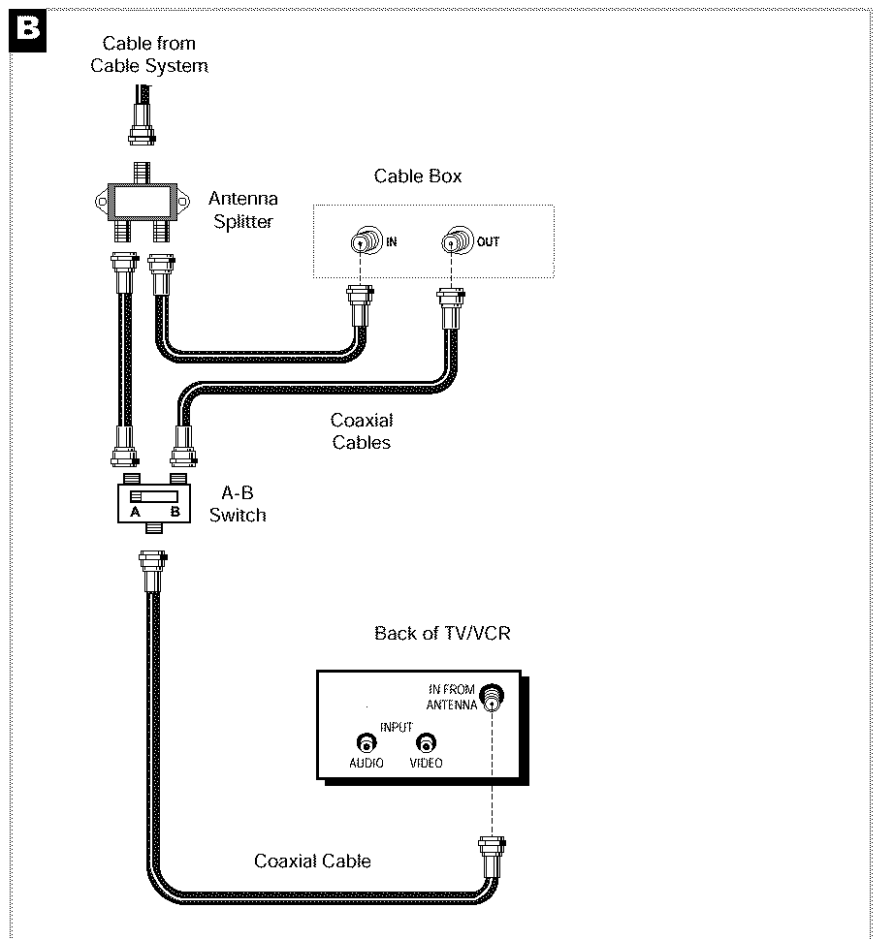 B
Cable from
Cable System
Antenna
Splitter
Cable Box
IN
OUT
Coaxial
Cables
A-B
Switch
A B
Back of TV/VCR
IN FROM
ANTENNA
INPUT
AUDIO VIDEO
Coaxial Cable